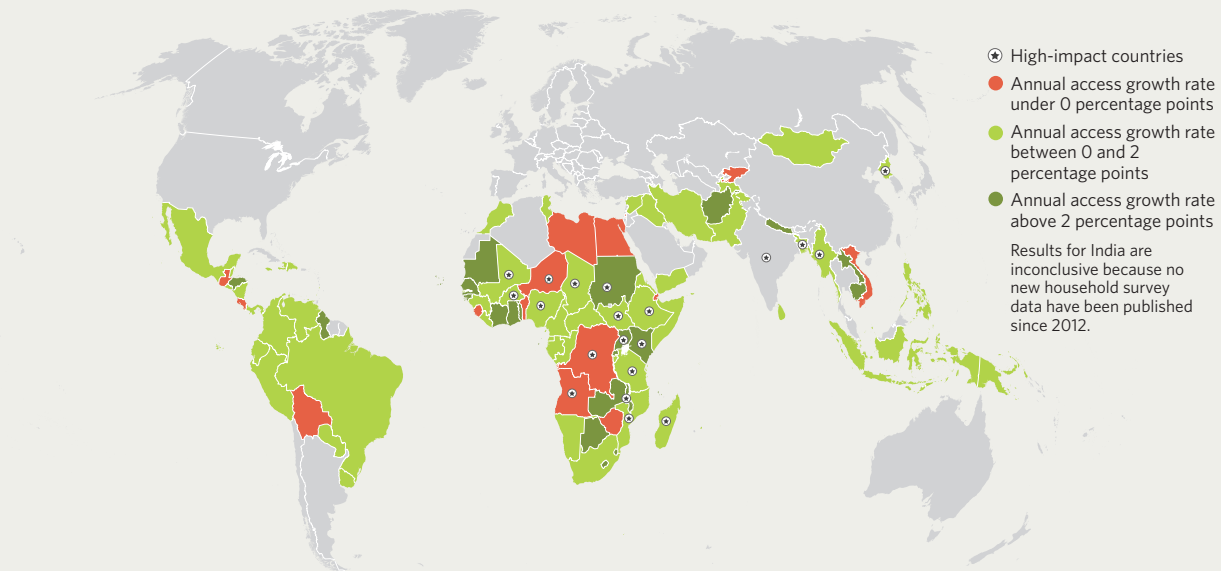 High-impact countries
Annual access growth rate
under 0 percentage points
Annual access growth rate
between 0 and 2
percentage points
Annual access growth rate
above 2 percentage points
Results for India are
inconclusive because no
new household survey
data have been published
since 2012.